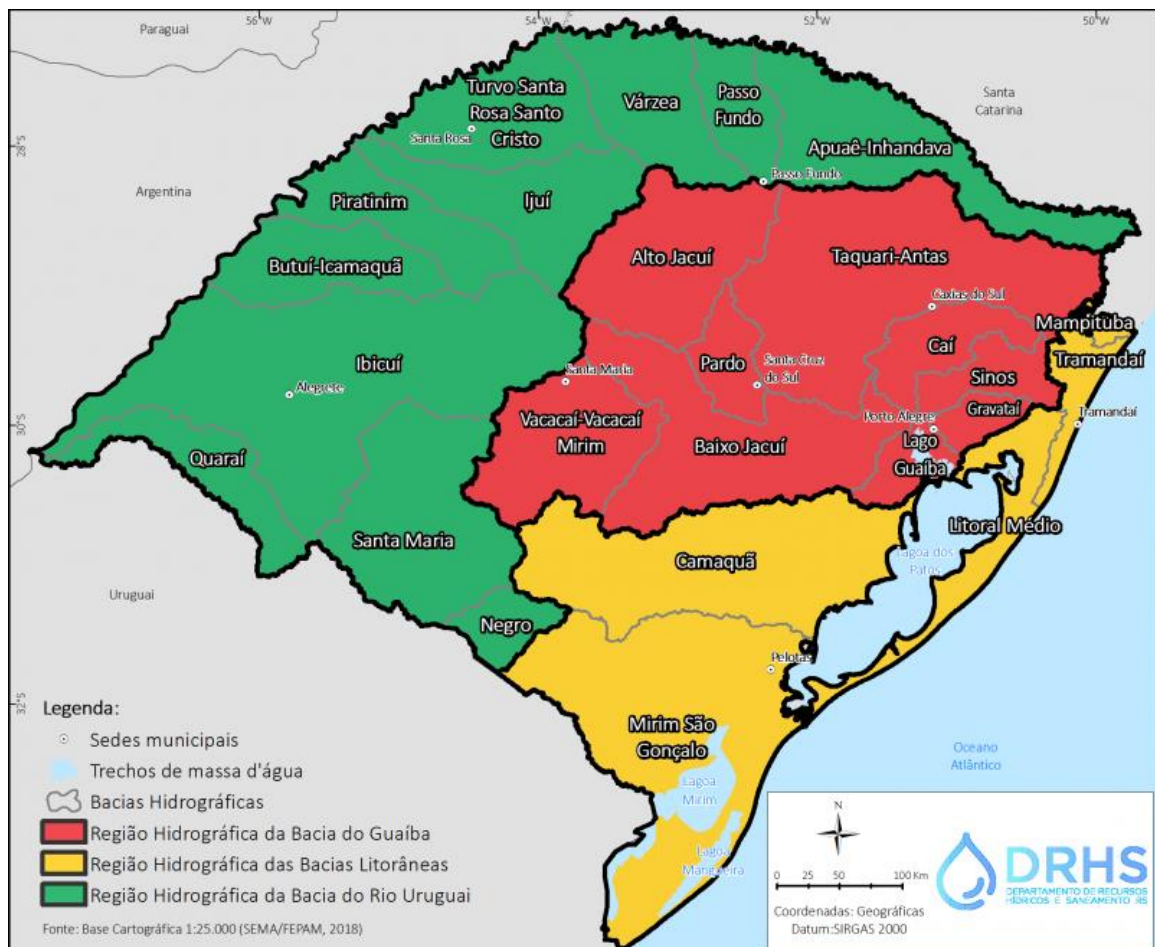 56°W
54°W
52°W
50°W
Paraguai
Santa
Catarina
Turvo Santa
Rosa Santo
Cristo
Santa Rosa
Várzea
Passo
Fundo
28°S
Apuaê-Inhandava
Passo Fundo
Argentina
Piratinim
Ijuí
Butuí-Icamaquã
Alto Jacuí
Taquari-Antas
Caxias do Sul
Mampituba
Caí
Tramandaí
Ibicuí
Alegrete
Santa Maria
Pardo
Santa Cruz
do Sul
Sinos
Gravataí
Tramandaí
30°S
Vacacaí-Vacacaí
Mirim
Baixo Jacuí
Porto Alegre
Lago
Guaíba
Quaraí
Santa Maria
Camaquã
Litoral Médio
Lagoa dos
Patos
Uruguai
Negro
Pelotas
32°S
Mirim São
Gonçalo
Lagoa
Mirim
Lagoa
Mangueira
Oceano
Atlântico
Legenda:
Sedes municipais
Trechos de massa d'água
Bacias Hidrográficas
Região Hidrográfica da Bacia do Guaíba
Região Hidrográfica das Bacias Litorâneas
Região Hidrográfica da Bacia do Rio Uruguai
Fonte: Base Cartográfica 1:25.000 (SEMA/FEPAM, 2018)
N
0 25 50 100 Km
Coordenadas: Geográficas
Datum:SIRGAS 2000
DRHS
DEPARTAMENTO DE RECURSOS
HÍDRICOS E SANEAMENTO RS